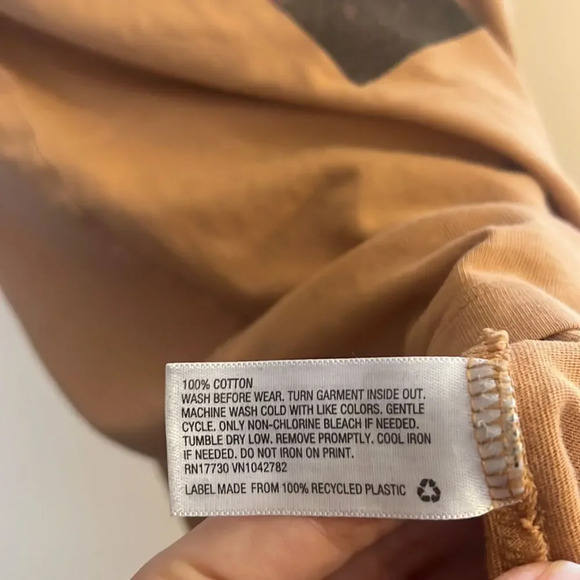 100% COTTON
WASH BEFORE WEAR. TURN GARMENT INSIDE OUT.
MACHINE WASH COLD WITH LIKE COLORS. GENTLE
CYCLE. ONLY NON-CHLORINE BLEACH IF NEEDED.
TUMBLE DRY LOW. REMOVE PROMPTLY. COOL IRON
IF NEEDED. DO NOT IRON ON PRINT.
RN17730 VN1042782
LABEL MADE FROM 100% RECYCLED PLASTIC